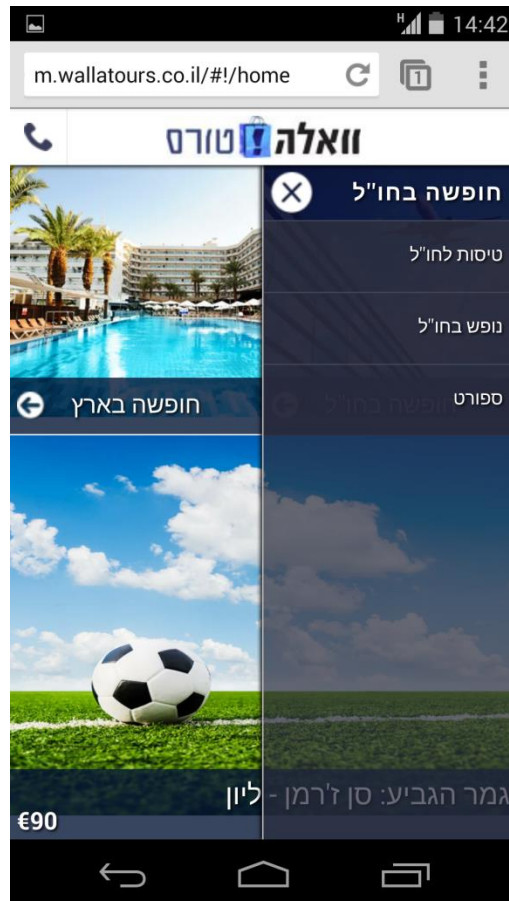 H 14:42
m.wallatours.co.il/#!/home
1
וואלה! טורס
חופשה בחו"ל
טיסות לחו"ל
נופש בחו"ל
ספורט
חופשה בחו"ל
חופשה בארץ
גמר הגביע: סן ז'רמן - ליון
€90